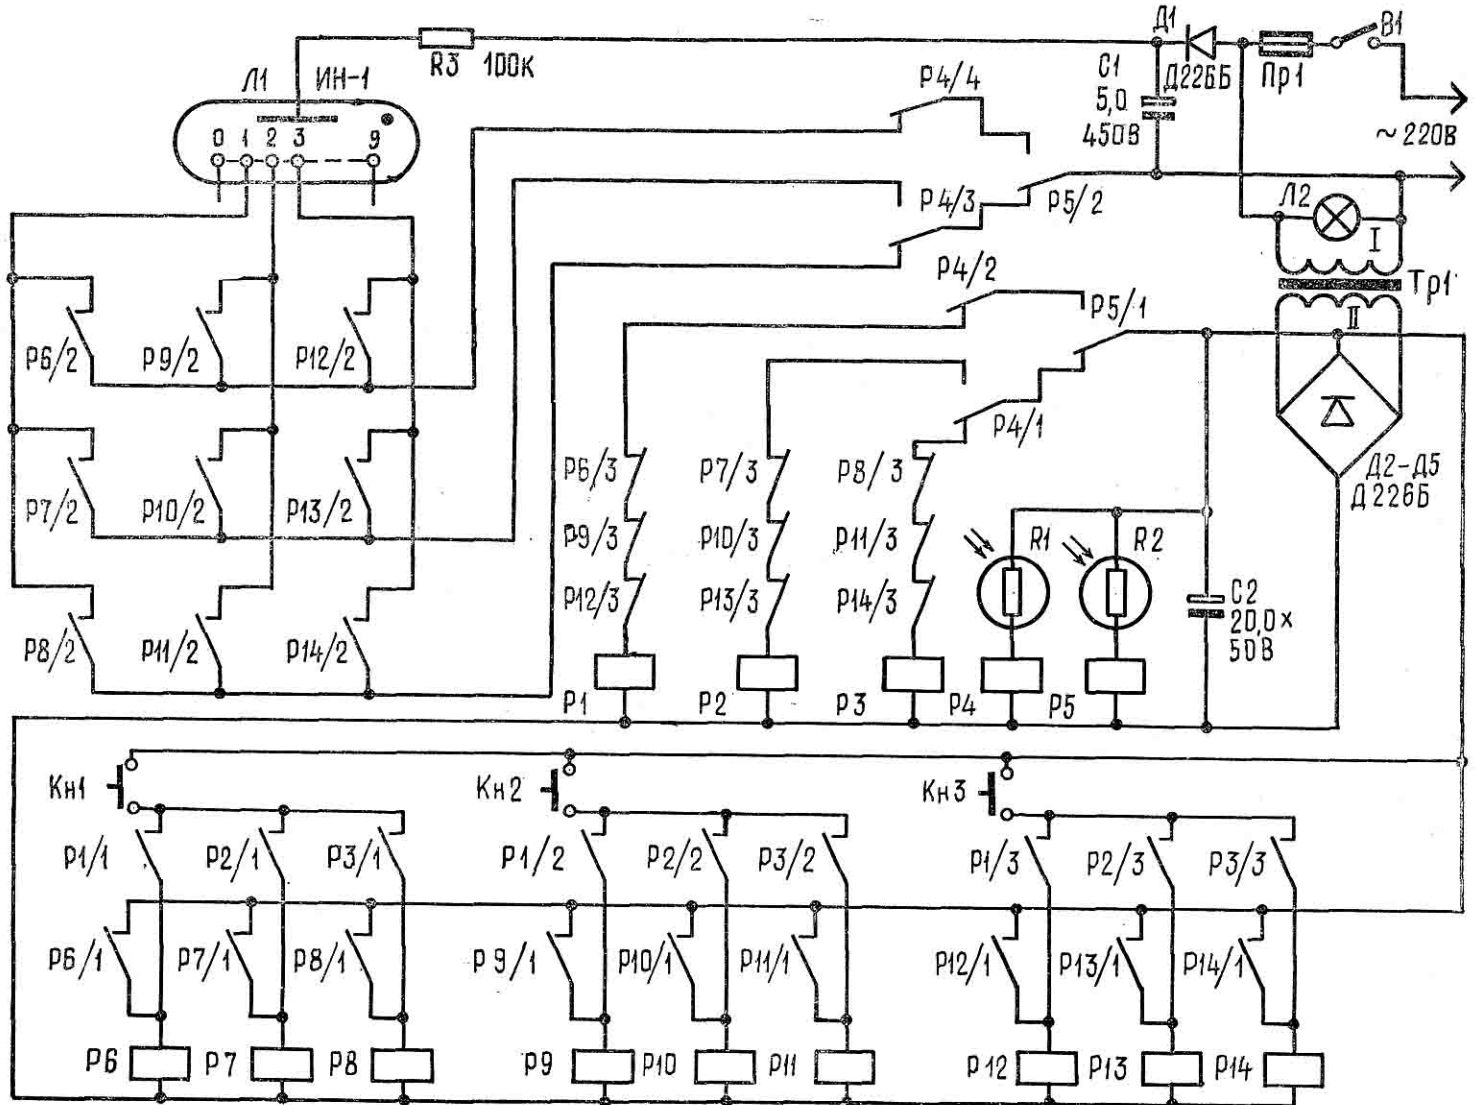 Л1 ИН-1
0 1 2 3 9
R3 100К
Д1
Д226Б
Пр1
В1
С1
5,0
450В
~ 220В
Р4/4
Р4/3
Р5/2
Л2
I
Тр1
II
Р4/2
Р5/1
Р4/1
Р6/2 Р9/2 Р12/2
Р7/2 Р10/2 Р13/2
Р8/2 Р11/2 Р14/2
Р6/3 Р7/3 Р8/3
Р9/3 Р10/3 Р11/3
Р12/3 Р13/3 Р14/3
R1 R2
Д2-Д5
Д226Б
С2
20,0×
50В
Р1 Р2 Р3 Р4 Р5
Кн1 Кн2 Кн3
Р1/1 Р2/1 Р3/1 Р1/2 Р2/2 Р3/2 Р1/3 Р2/3 Р3/3
Р6/1 Р7/1 Р8/1 Р9/1 Р10/1 Р11/1 Р12/1 Р13/1 Р14/1
Р6 Р7 Р8 Р9 Р10 Р11 Р12 Р13 Р14